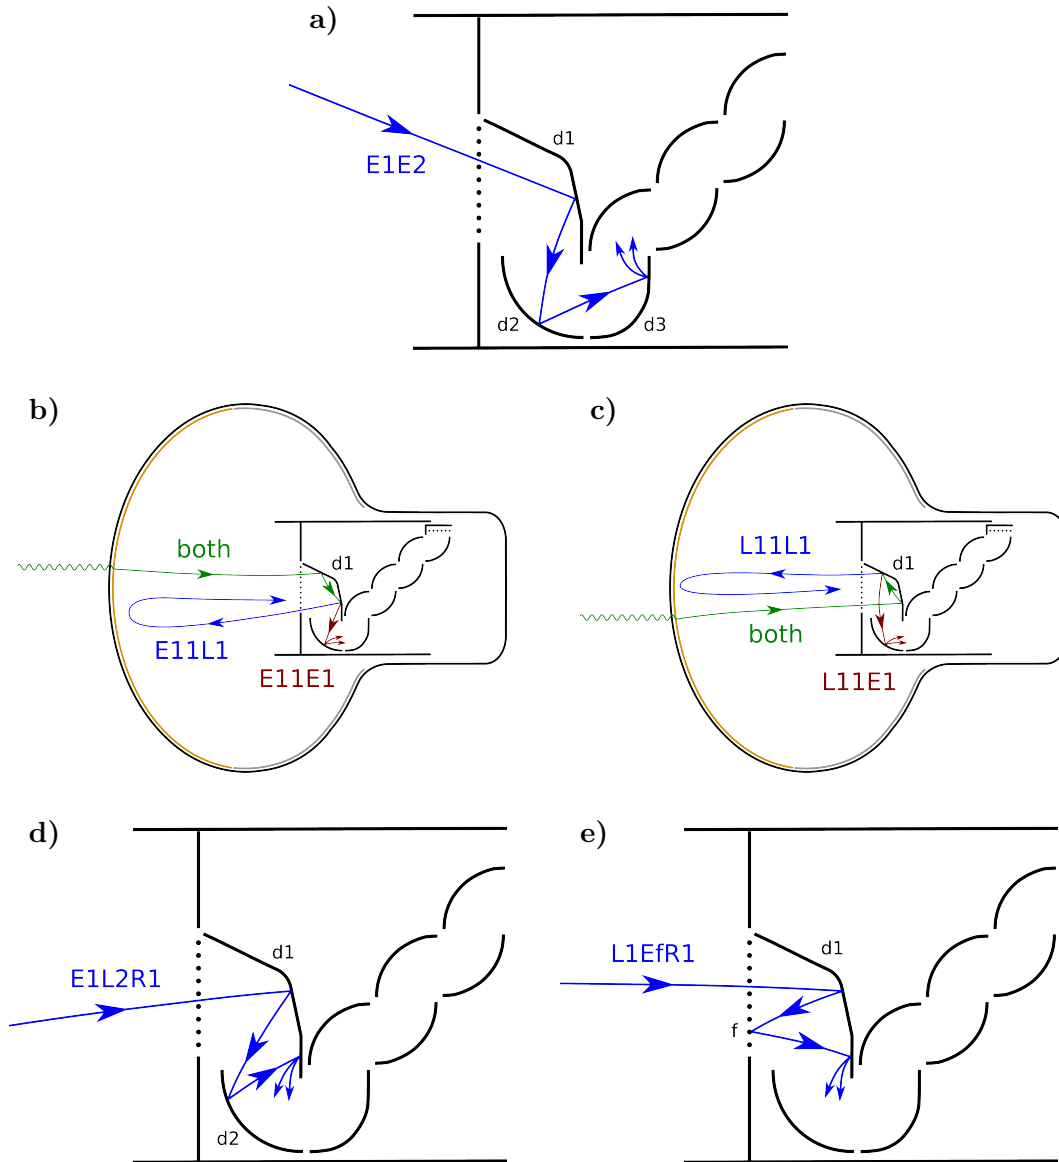 a)
d1
E1E2
d2
d3
b)
c)
both
d1
E11L1
E11E1
L11L1
d1
both
L11E1
d)
e)
E1L2R1
d1
d2
L1EfR1
d1
f